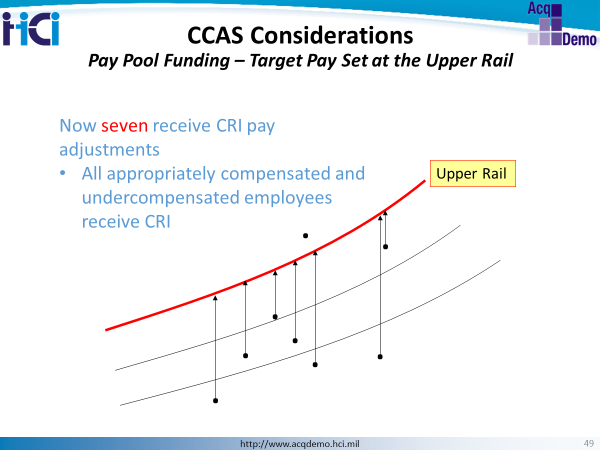 HCi
Acq
Demo
CCAS Considerations
Pay Pool Funding – Target Pay Set at the Upper Rail
Now seven receive CRI pay
adjustments
• All appropriately compensated and
undercompensated employees
receive CRI
Upper Rail
http://www.acqdemo.hci.mil
49